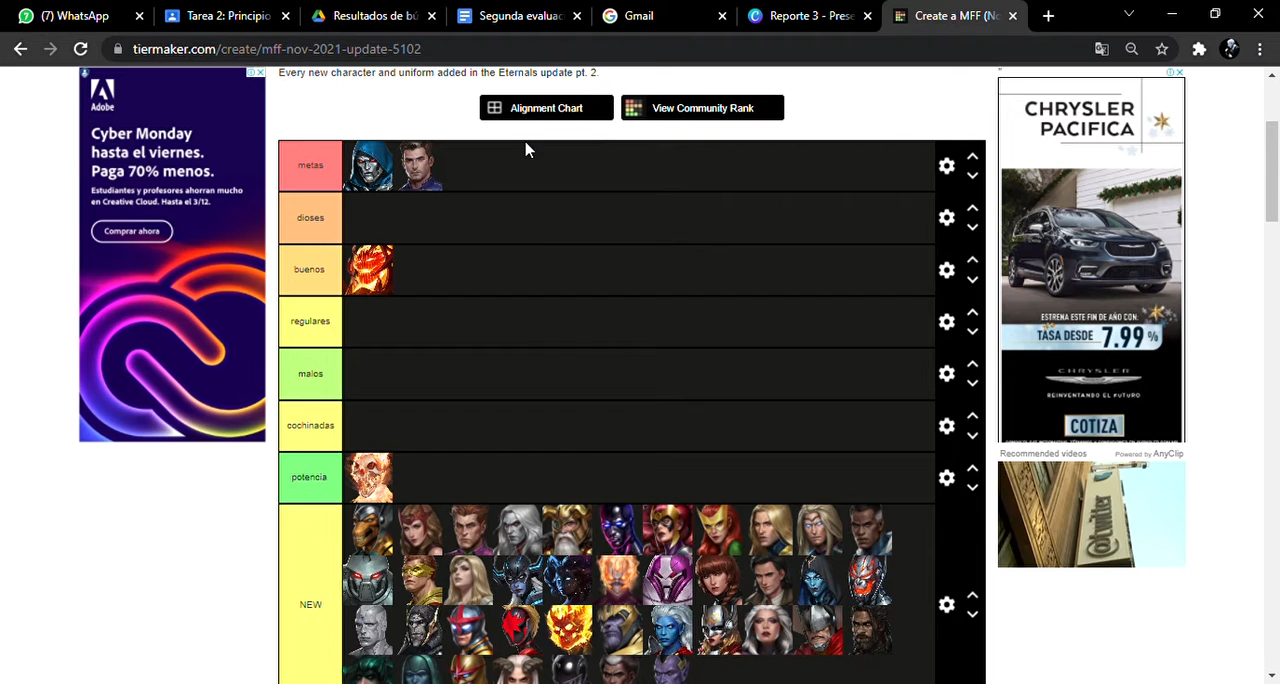 (7) WhatsApp
Tarea 2: Principio
Resultados de bú
Segunda evaluac
Gmail
Reporte 3 - Prese
Create a MFF (No
tiermaker.com/create/mff-nov-2021-update-5102
Every new character and uniform added in the Eternals update pt. 2.
Alignment Chart
View Community Rank
Adobe
Cyber Monday
hasta el viernes.
Paga 70% menos.
Estudiantes y profesores ahorran mucho
en Creative Cloud. Hasta el 3/12.
Comprar ahora
metas
dioses
buenos
regulares
malos
cochinadas
potencia
NEW
CHRYSLER
PACIFICA
ESTRENA ESTE FIN DE AÑO CON:
TASA DESDE 7.99 %
CHRYSLER
REINVENTANDO EL FUTURO
COTIZA
Recommended videos
Powered by AnyClip
@twitter